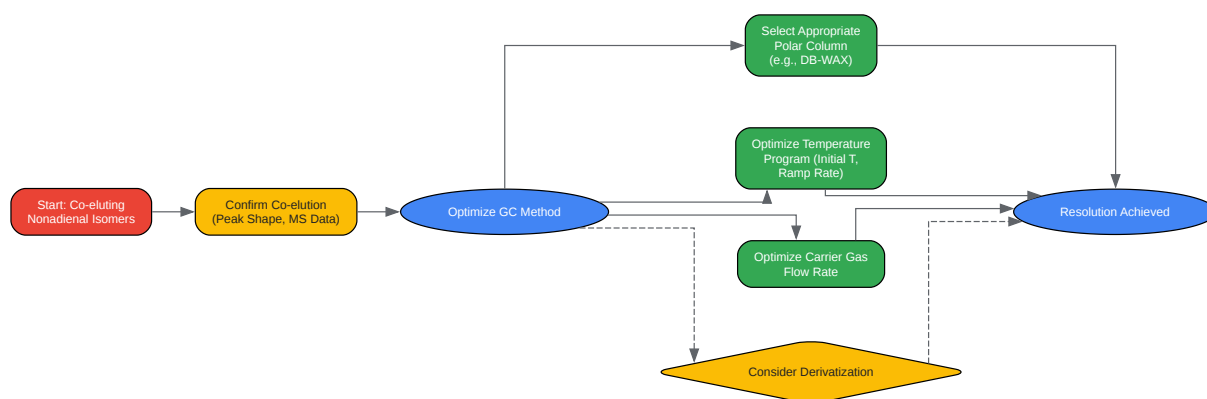 Start: Co-eluting
Nonadienal Isomers
Confirm Co-elution
(Peak Shape, MS Data)
Optimize GC Method
Select Appropriate
Polar Column
(e.g., DB-WAX)
Optimize Temperature
Program (Initial T,
Ramp Rate)
Optimize Carrier Gas
Flow Rate
Consider Derivatization
Resolution Achieved